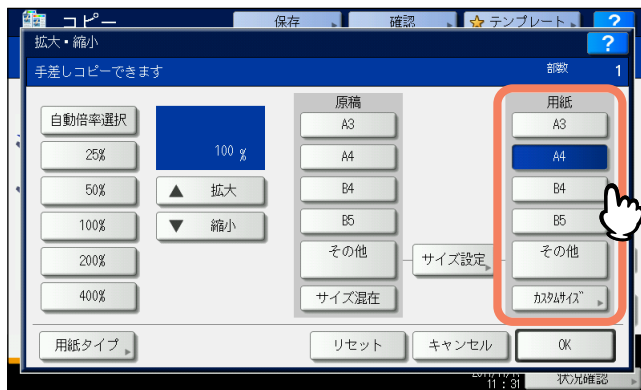 コピー 保存 確認 テンプレート ?
拡大・縮小 ?
手差しコピーできます 部数 1
原稿 用紙
自動倍率選択 A3 A3
25% 100 % A4 A4
50% ▲ 拡大 B4 B4
100% ▼ 縮小 B5 B5
200% その他 サイズ設定 その他
400% サイズ混在 カスタムサイズ
用紙タイプ リセット キャンセル OK
11:31 状況確認